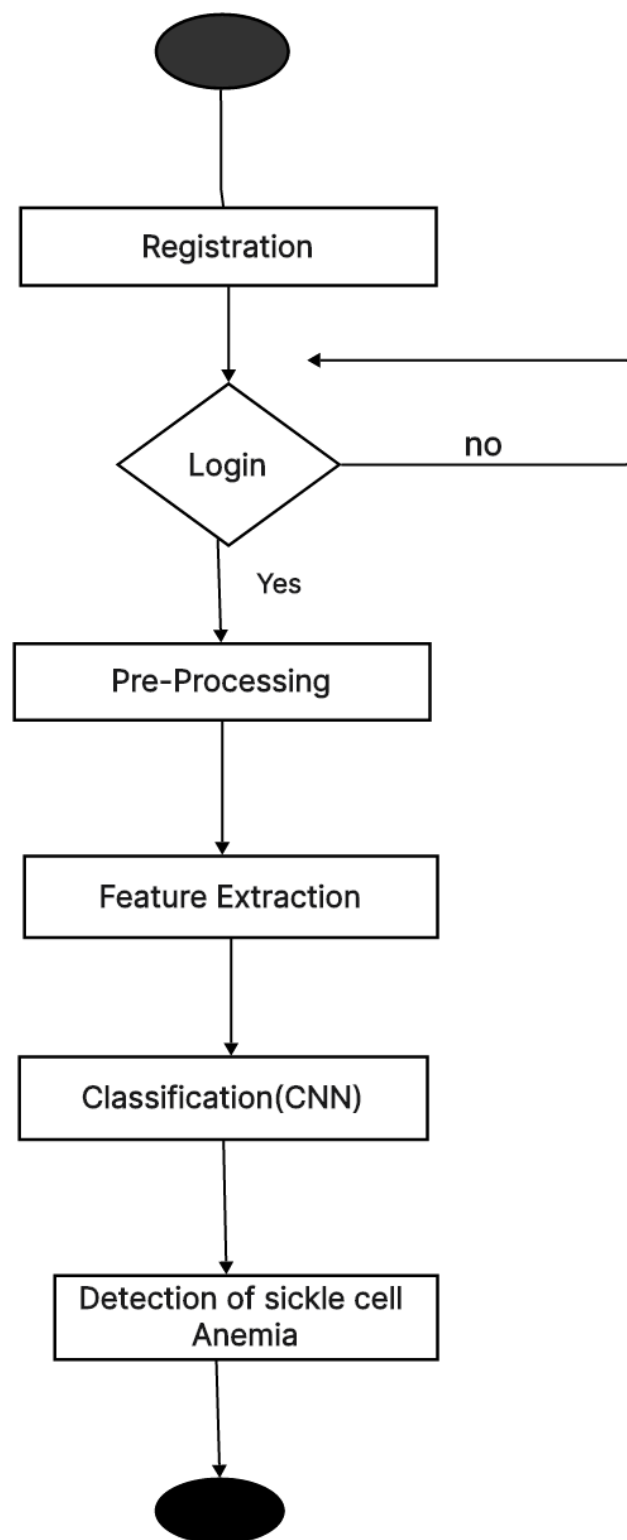 Registration
Login
no
Yes
Pre-Processing
Feature Extraction
Classification(CNN)
Detection of sickle cell
Anemia